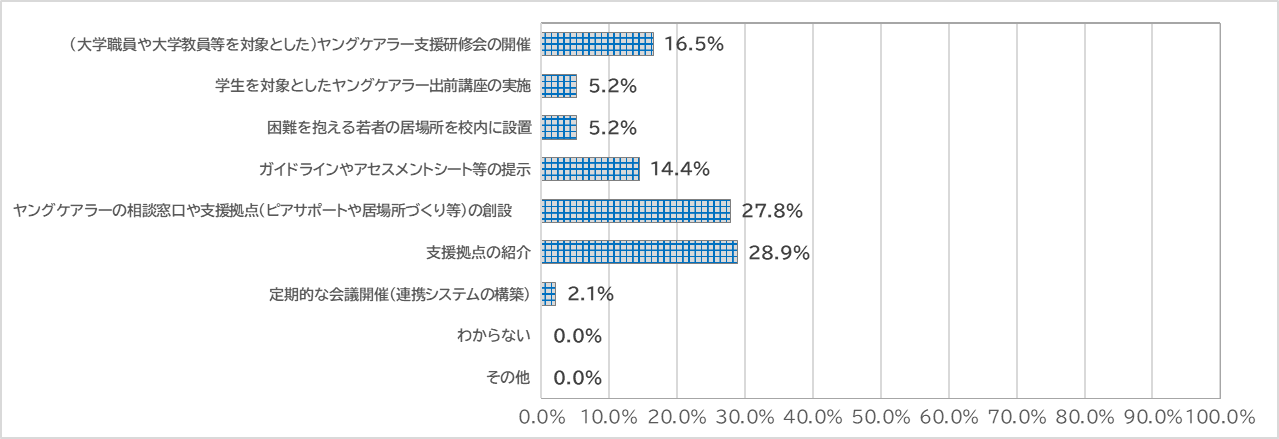 （大学職員や大学教員等を対象とした）ヤングケアラー支援研修会の開催 16.5%
学生を対象としたヤングケアラー出前講座の実施 5.2%
困難を抱える若者の居場所を校内に設置 5.2%
ガイドラインやアセスメントシート等の提示 14.4%
ヤングケアラーの相談窓口や支援拠点（ピアサポートや居場所づくり等）の創設 27.8%
支援拠点の紹介 28.9%
定期的な会議開催（連携システムの構築） 2.1%
わからない 0.0%
その他 0.0%
0.0% 10.0% 20.0% 30.0% 40.0% 50.0% 60.0% 70.0% 80.0% 90.0% 100.0%